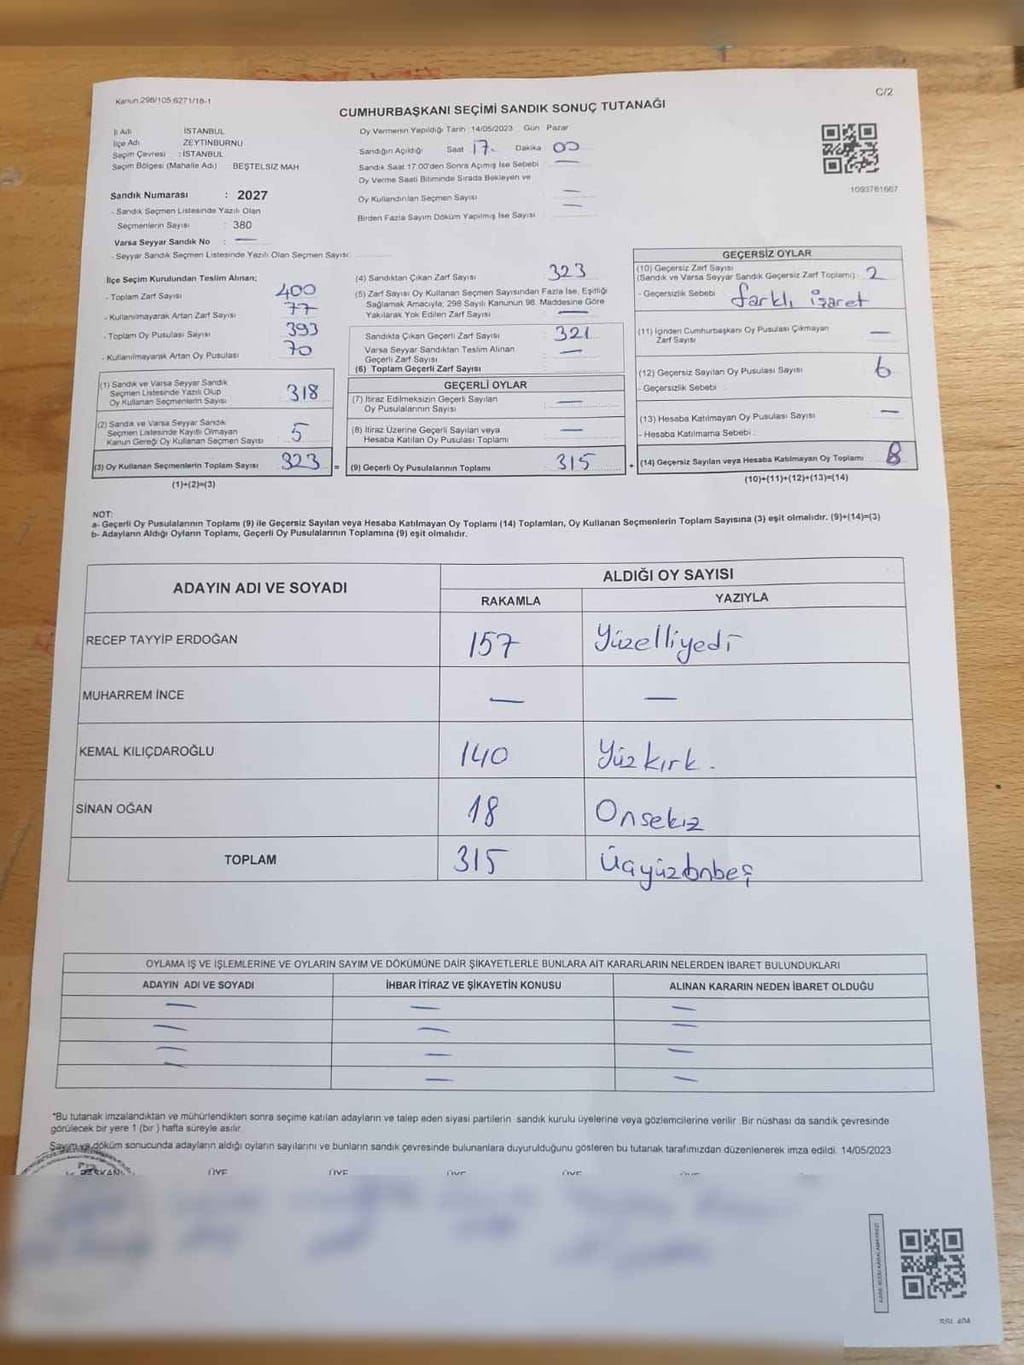 Kanun:298/105:6271/18-1
C/2
CUMHURBAŞKANI SEÇİMİ SANDIK SONUÇ TUTANAĞI
İl Adı İSTANBUL
İlçe Adı ZEYTİNBURNU
Seçim Çevresi : İSTANBUL
Seçim Bölgesi (Mahalle Adı) BEŞTELSİZ MAH
Sandık Numarası : 2027
- Sandık Seçmen Listesinde Yazılı Olan
Seçmenlerin Sayısı : 380
Varsa Seyyar Sandık No : —
- Seyyar Sandık Seçmen Listesinde Yazılı Olan Seçmen Sayısı:
Oy Vermenin Yapıldığı Tarih 14/05/2023 Gün Pazar
Sandığın Açıldığı Saat 17. Dakika 00
Sandık Saat 17:00'den Sonra Açılmış İse Sebebi —
Oy Verme Saati Bitiminde Sırada Bekleyen ve
Oy Kullandırılan Seçmen Sayısı —
Birden Fazla Sayım Döküm Yapılmış İse Sayısı —
1093761667
İlçe Seçim Kurulundan Teslim Alınan;
- Toplam Zarf Sayısı 400
- Kullanılmayarak Artan Zarf Sayısı 77
- Toplam Oy Pusulası Sayısı 393
- Kullanılmayarak Artan Oy Pusulası 70
(1) Sandık ve Varsa Seyyar Sandık
Seçmen Listesinde Yazılı Olup
Oy Kullanan Seçmenlerin Sayısı 318
(2) Sandık ve Varsa Seyyar Sandık
Seçmen Listesinde Kayıtlı Olmayan
Kanun Gereği Oy Kullanan Seçmen Sayısı 5
(3) Oy Kullanan Seçmenlerin Toplam Sayısı 323 =
(1)+(2)=(3)
(4) Sandıktan Çıkan Zarf Sayısı 323
(5) Zarf Sayısı Oy Kullanan Seçmen Sayısından Fazla İse, Eşitliği
Sağlamak Amacıyla, 298 Sayılı Kanunun 98. Maddesine Göre
Yakılarak Yok Edilen Zarf Sayısı —
Sandıkta Çıkan Geçerli Zarf Sayısı 321
Varsa Seyyar Sandıktan Teslim Alınan
Geçerli Zarf Sayısı —
(6) Toplam Geçerli Zarf Sayısı
GEÇERLİ OYLAR
(7) İtiraz Edilmeksizin Geçerli Sayılan
Oy Pusulalarının Sayısı —
(8) İtiraz Üzerine Geçerli Sayılan veya
Hesaba Katılan Oy Pusulası Toplamı —
(9) Geçerli Oy Pusulalarının Toplamı 315 +
GEÇERSİZ OYLAR
(10) Geçersiz Zarf Sayısı
(Sandık ve Varsa Seyyar Sandık Geçersiz Zarf Toplamı) 2
- Geçersizlik Sebebi farklı işaret
(11) İçinden Cumhurbaşkanı Oy Pusulası Çıkmayan
Zarf Sayısı —
(12) Geçersiz Sayılan Oy Pusulası Sayısı 6
- Geçersizlik Sebebi
(13) Hesaba Katılmayan Oy Pusulası Sayısı —
- Hesaba Katılmama Sebebi
(14) Geçersiz Sayılan veya Hesaba Katılmayan Oy Toplamı 8
(10)+(11)+(12)+(13)=(14)
NOT:
a- Geçerli Oy Pusulalarının Toplamı (9) ile Geçersiz Sayılan veya Hesaba Katılmayan Oy Toplamı (14) Toplamları, Oy Kullanan Seçmenlerin Toplam Sayısına (3) eşit olmalıdır. (9)+(14)=(3)
b- Adayların Aldığı Oyların Toplamı, Geçerli Oy Pusulalarının Toplamına (9) eşit olmalıdır.
ADAYIN ADI VE SOYADI ALDIĞI OY SAYISI
RAKAMLA YAZIYLA
RECEP TAYYİP ERDOĞAN 157 Yüzelliyedi
MUHARREM İNCE — —
KEMAL KILIÇDAROĞLU 140 Yüzkırk.
SİNAN OĞAN 18 Onsekiz
TOPLAM 315 Üçyüzonbeş
OYLAMA İŞ VE İŞLEMLERİNE VE OYLARIN SAYIM VE DÖKÜMÜNE DAİR ŞİKAYETLERLE BUNLARA AİT KARARLARIN NELERDEN İBARET BULUNDUKLARI
ADAYIN ADI VE SOYADI İHBAR İTİRAZ VE ŞİKAYETİN KONUSU ALINAN KARARIN NEDEN İBARET OLDUĞU
— — —
— — —
— — —
— — —
*Bu tutanak imzalandıktan ve mühürlendikten sonra seçime katılan adayların ve talep eden siyasi partilerin sandık kurulu üyelerine veya gözlemcilerine verilir. Bir nüshası da sandık çevresinde
görülecek bir yere 1 (bir) hafta süreyle asılır.
Sayım ve döküm sonucunda adayların aldığı oyların sayılarını ve bunların sandık çevresinde bulunanlara duyurulduğunu gösteren bu tutanak tarafımızdan düzenlenerek imza edildi. 14/05/2023
BAŞKAN ÜYE ÜYE ÜYE ÜYE ÜYE